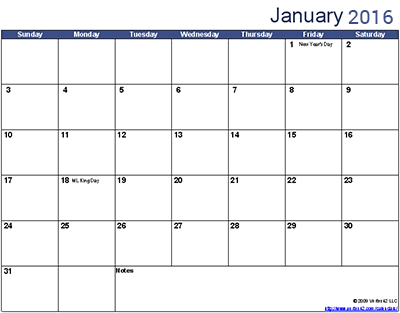 January 2016
Sunday Monday Tuesday Wednesday Thursday Friday Saturday
1 New Year's Day 2
3 4 5 6 7 8 9
10 11 12 13 14 15 16
17 18 ML King Day 19 20 21 22 23
24 25 26 27 28 29 30
31 Notes
© 2009 Vertex42 LLC